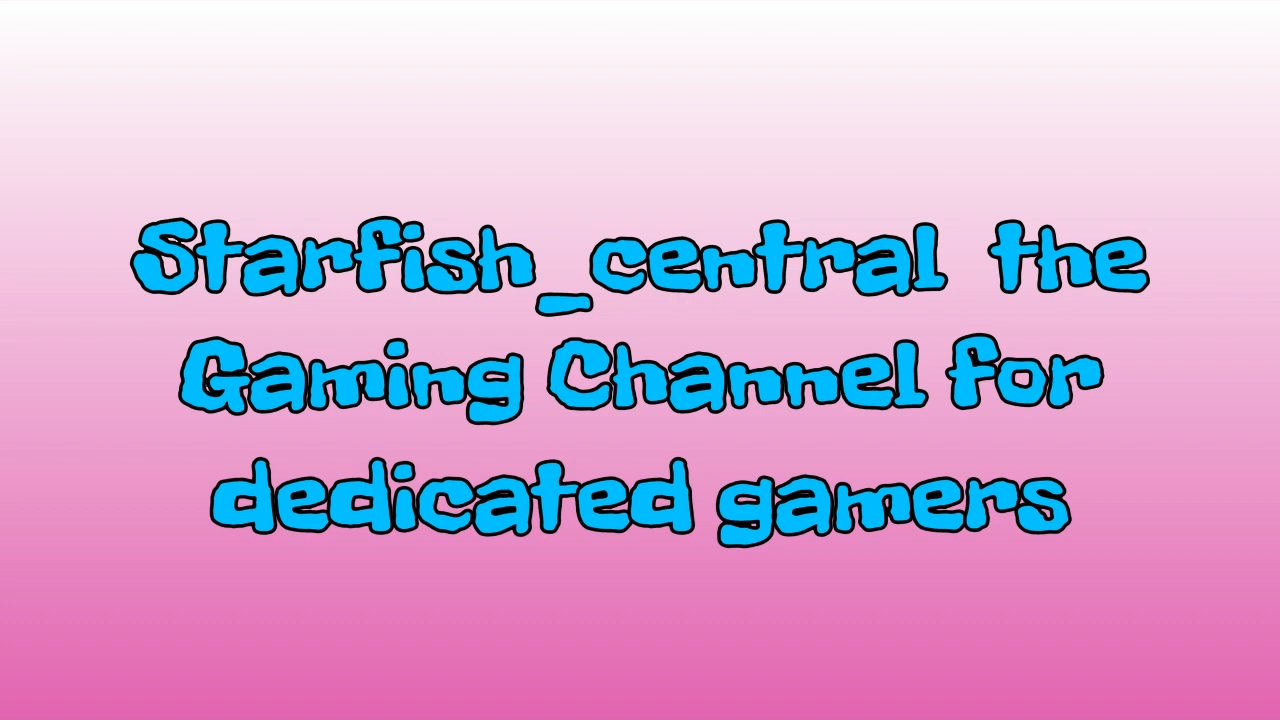 Starfish_central  the
Gaming Channel for
dedicated gamers